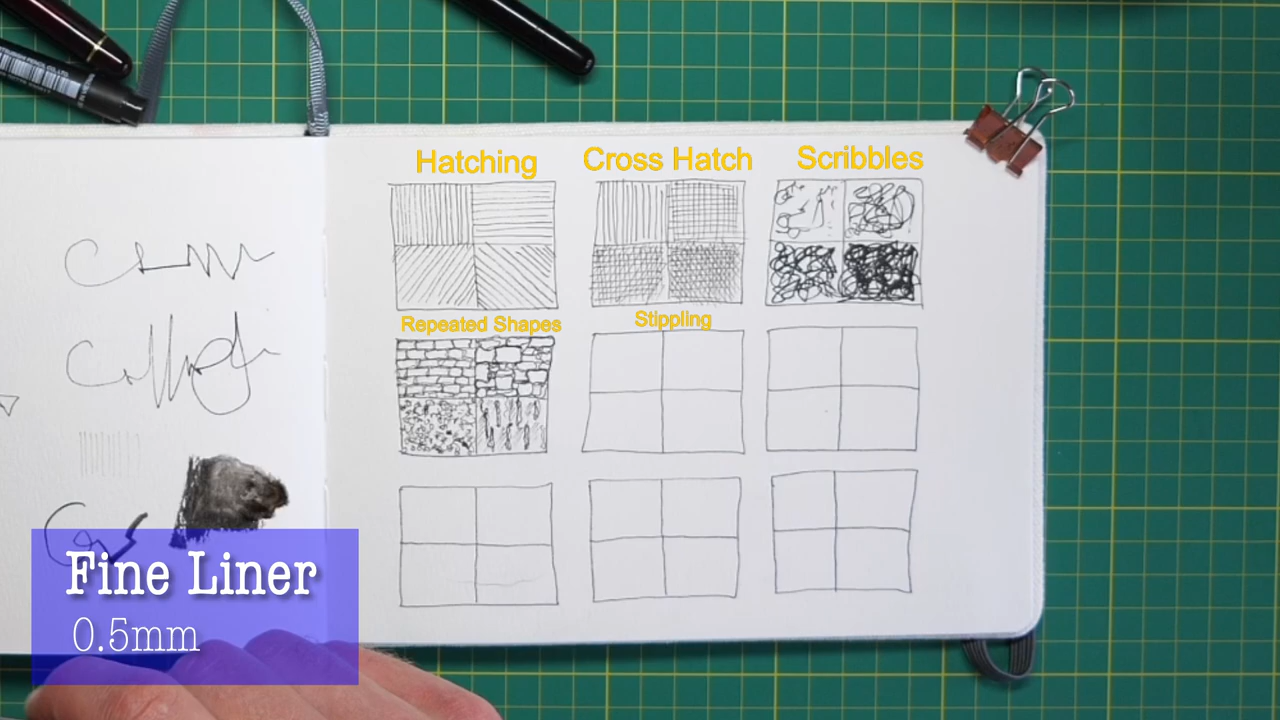 Hatching
Cross Hatch
Scribbles
Repeated Shapes
Stippling
Fine Liner
0.5mm